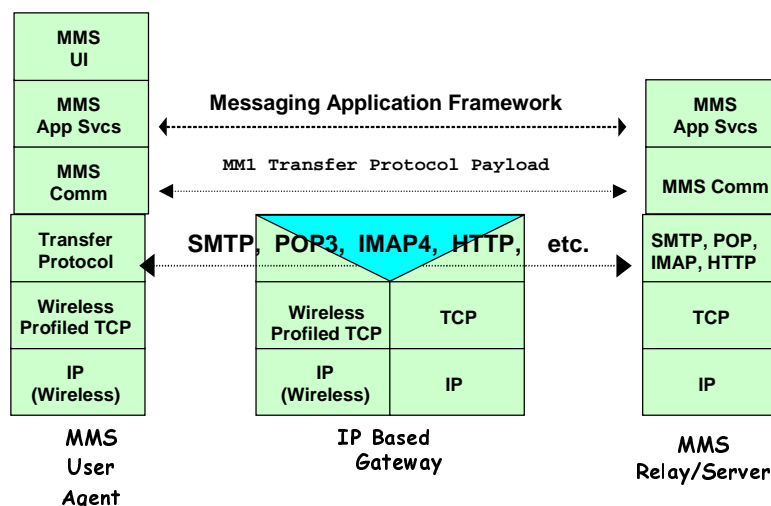 MMS
UI
MMS
App Svcs
MMS
Comm
Transfer
Protocol
Wireless
Profiled TCP
IP
(Wireless)
MMS
User
Agent
Messaging Application Framework
MM1 Transfer Protocol Payload
SMTP, POP3, IMAP4, HTTP, etc.
Wireless
Profiled TCP
TCP
IP
(Wireless)
IP
IP Based
Gateway
MMS
App Svcs
MMS Comm
SMTP, POP,
IMAP, HTTP
TCP
IP
MMS
Relay/Server